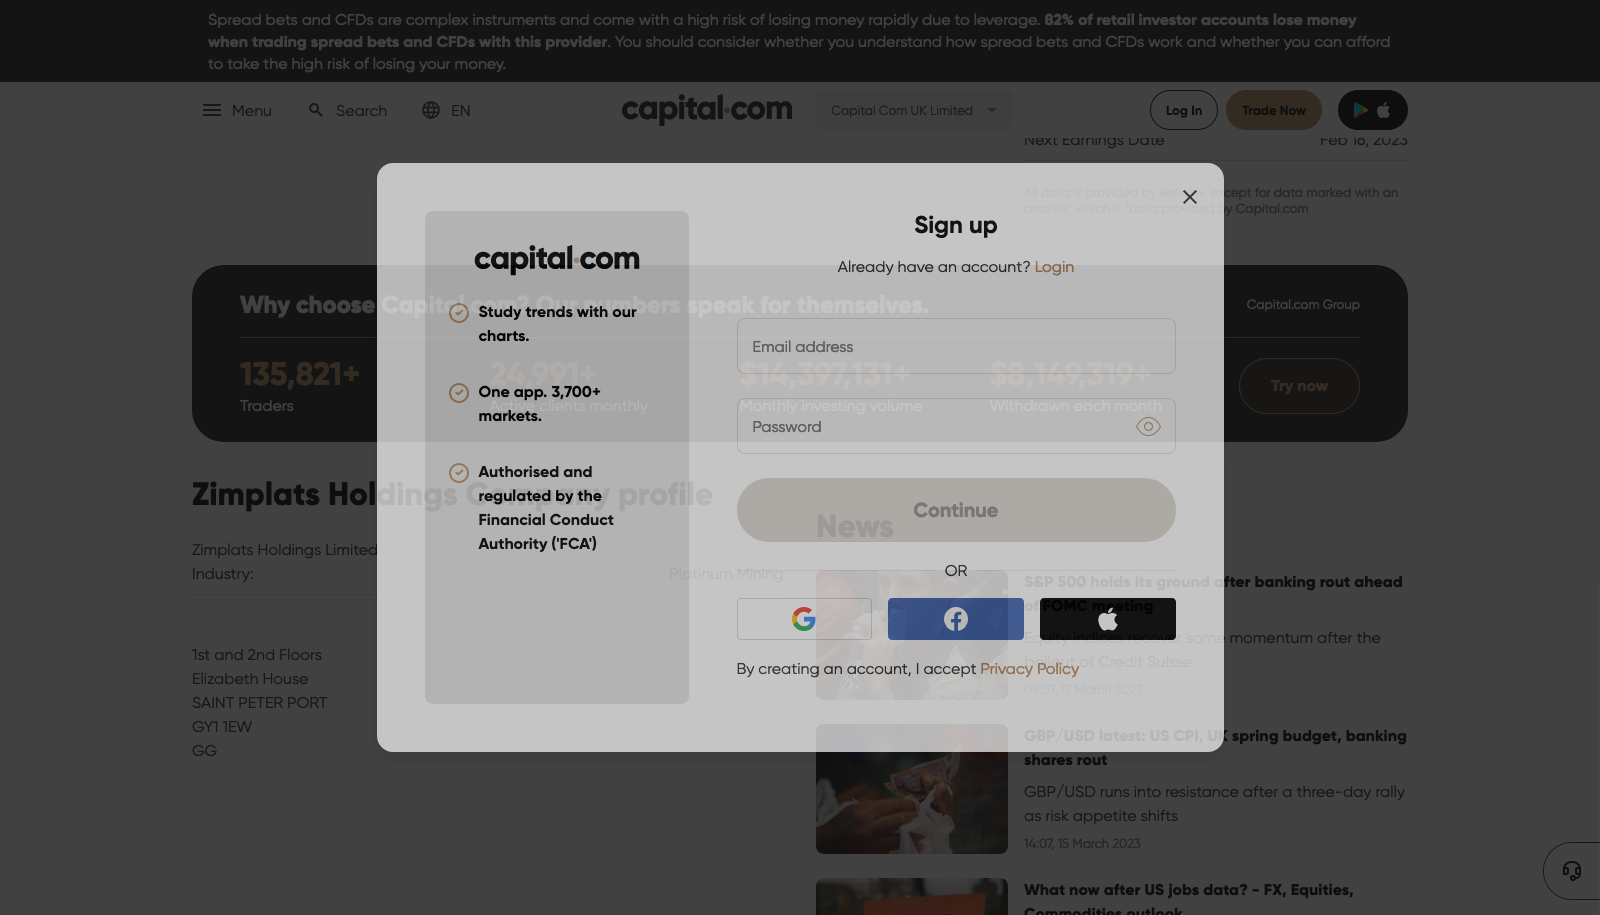 Spread bets and CFDs are complex instruments and come with a high risk of losing money rapidly due to leverage. 82% of retail investor accounts lose money
when trading spread bets and CFDs with this provider. You should consider whether you understand how spread bets and CFDs work and whether you can afford
to take the high risk of losing your money.
Menu
Search
EN
capital.com
Capital Com UK Limited
Log In
Trade Now
Next Earnings Date
Feb 16, 2023
All data is provided by Refinitiv, except for data marked with an
asterisk, which is *data provided by Capital.com
Sign up
Already have an account? Login
capital.com
Study trends with our
charts.
One app. 3,700+
markets.
Authorised and
regulated by the
Financial Conduct
Authority ('FCA')
Email address
Password
Continue
OR
By creating an account, I accept Privacy Policy
Why choose Capital.com? Our numbers speak for themselves.
Capital.com Group
135,821+
Traders
24,991+
Active clients monthly
$14,397,131+
Monthly investing volume
$8,149,319+
Withdrawn each month
Try now
Zimplats Holdings Company profile
Zimplats Holdings Limited
Industry:
Platinum Mining
1st and 2nd Floors
Elizabeth House
SAINT PETER PORT
GY1 1EW
GG
News
S&P 500 holds its ground after banking rout ahead
of FOMC meeting
Equity indices recover some momentum after the
bailout of Credit Suisse
GBP/USD latest: US CPI, UK spring budget, banking
shares rout
GBP/USD runs into resistance after a three-day rally
as risk appetite shifts
14:07, 15 March 2023
What now after US jobs data? - FX, Equities,
Commodities outlook